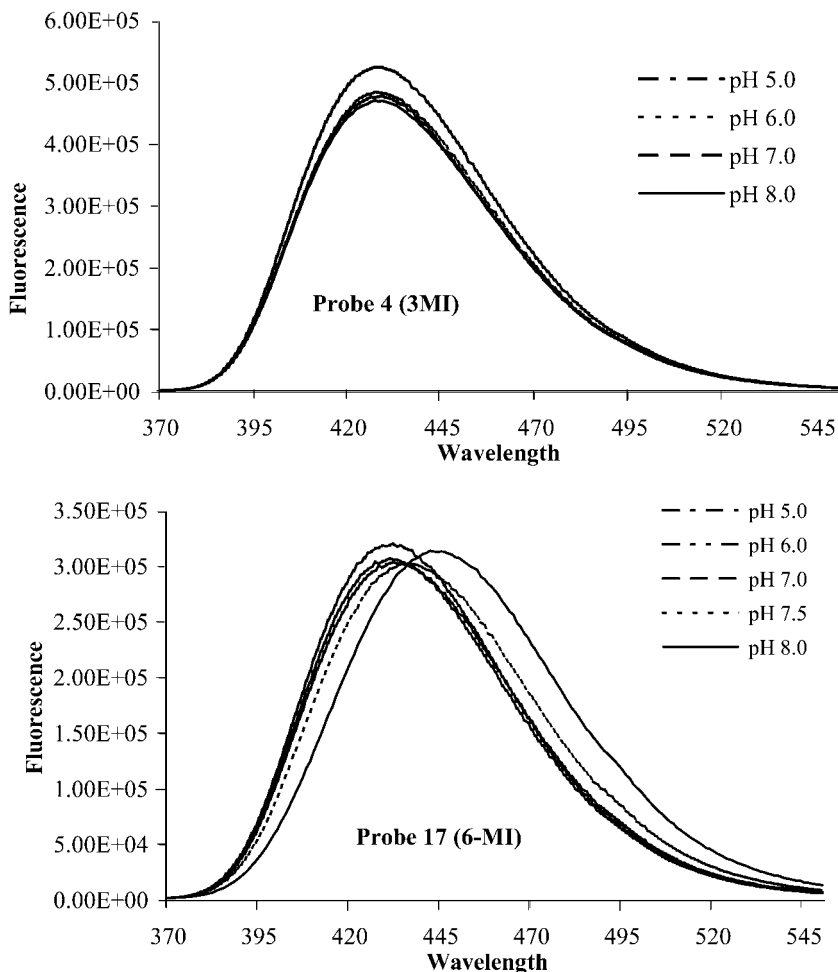 6.00E+05
5.00E+05
4.00E+05
3.00E+05
2.00E+05
1.00E+05
0.00E+00
Fluorescence
pH 5.0
pH 6.0
pH 7.0
pH 8.0
Probe 4 (3MI)
370 395 420 445 470 495 520 545
Wavelength
3.50E+05
3.00E+05
2.50E+05
2.00E+05
1.50E+05
1.00E+05
5.00E+04
0.00E+00
Fluorescence
pH 5.0
pH 6.0
pH 7.0
pH 7.5
pH 8.0
Probe 17 (6-MI)
370 395 420 445 470 495 520 545
Wavelength